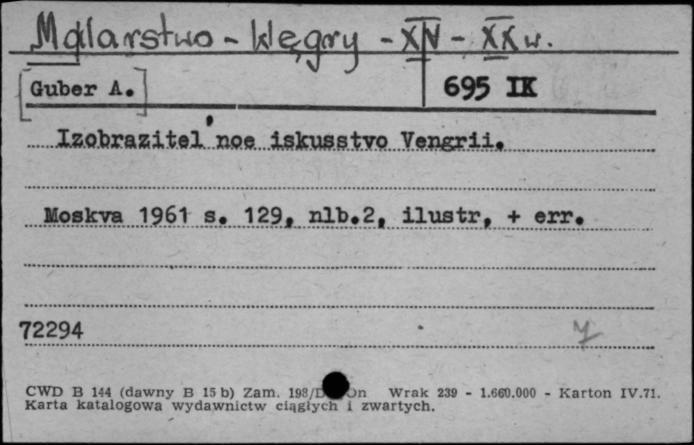 Malarstwo - Węgry - XIV - XX w.
[Guber A.]
695 IX
Izobrazitel'noe iskusstvo Vengrii.
Moskva 1961 s. 129, nlb.2, ilustr, + err.
72294
7
CWD B 144 (dawny B 15 b) Zam. 198/D on Wrak 239 - 1.660.000 - Karton IV.71.
Karta katalogowa wydawnictw ciągłych i zwartych.